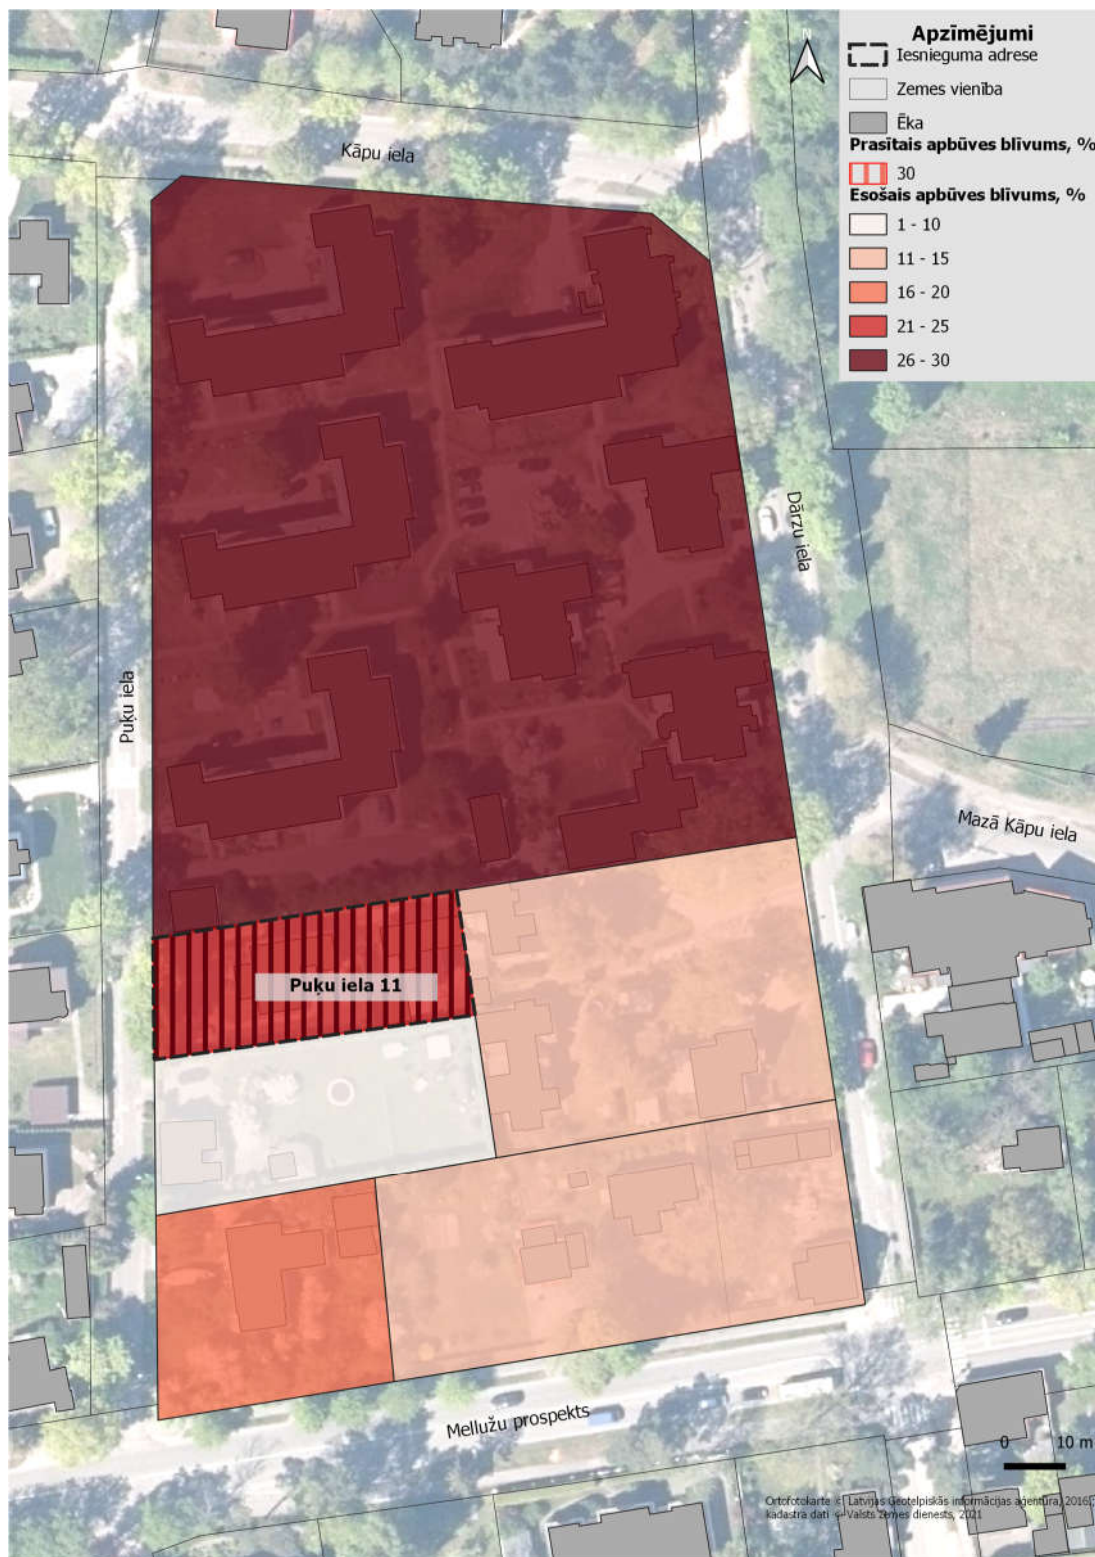 Apzīmējumi
N
Iesnieguma adrese
Zemes vienība
Ēka
Prasītais apbūves blīvums, %
30
Esošais apbūves blīvums, %
1 - 10
11 - 15
16 - 20
21 - 25
26 - 30
Kāpu iela
Dārzu iela
Puķu iela
Mazā Kāpu iela
Puķu iela 11
Mellužu prospekts
0 10 m
Ortofotokarte © Latvijas Ģeotelpiskās informācijas aģentūra, 2016;
kadastra dati © Valsts zemes dienests, 2021